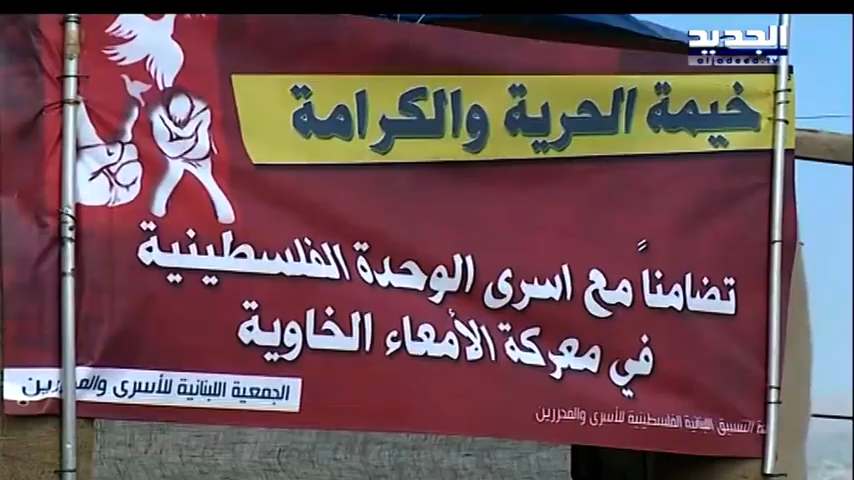 الجديد
aljadeed.tv
خيمة الحرية والكرامة
تضامناً مع اسرى الوحدة الفلسطينية
في معركة الأمعاء الخاوية
الجمعية اللبنانية للأسرى والمحررين
التنسيق اللبنانية الفلسطينية للأسرى والمحررين